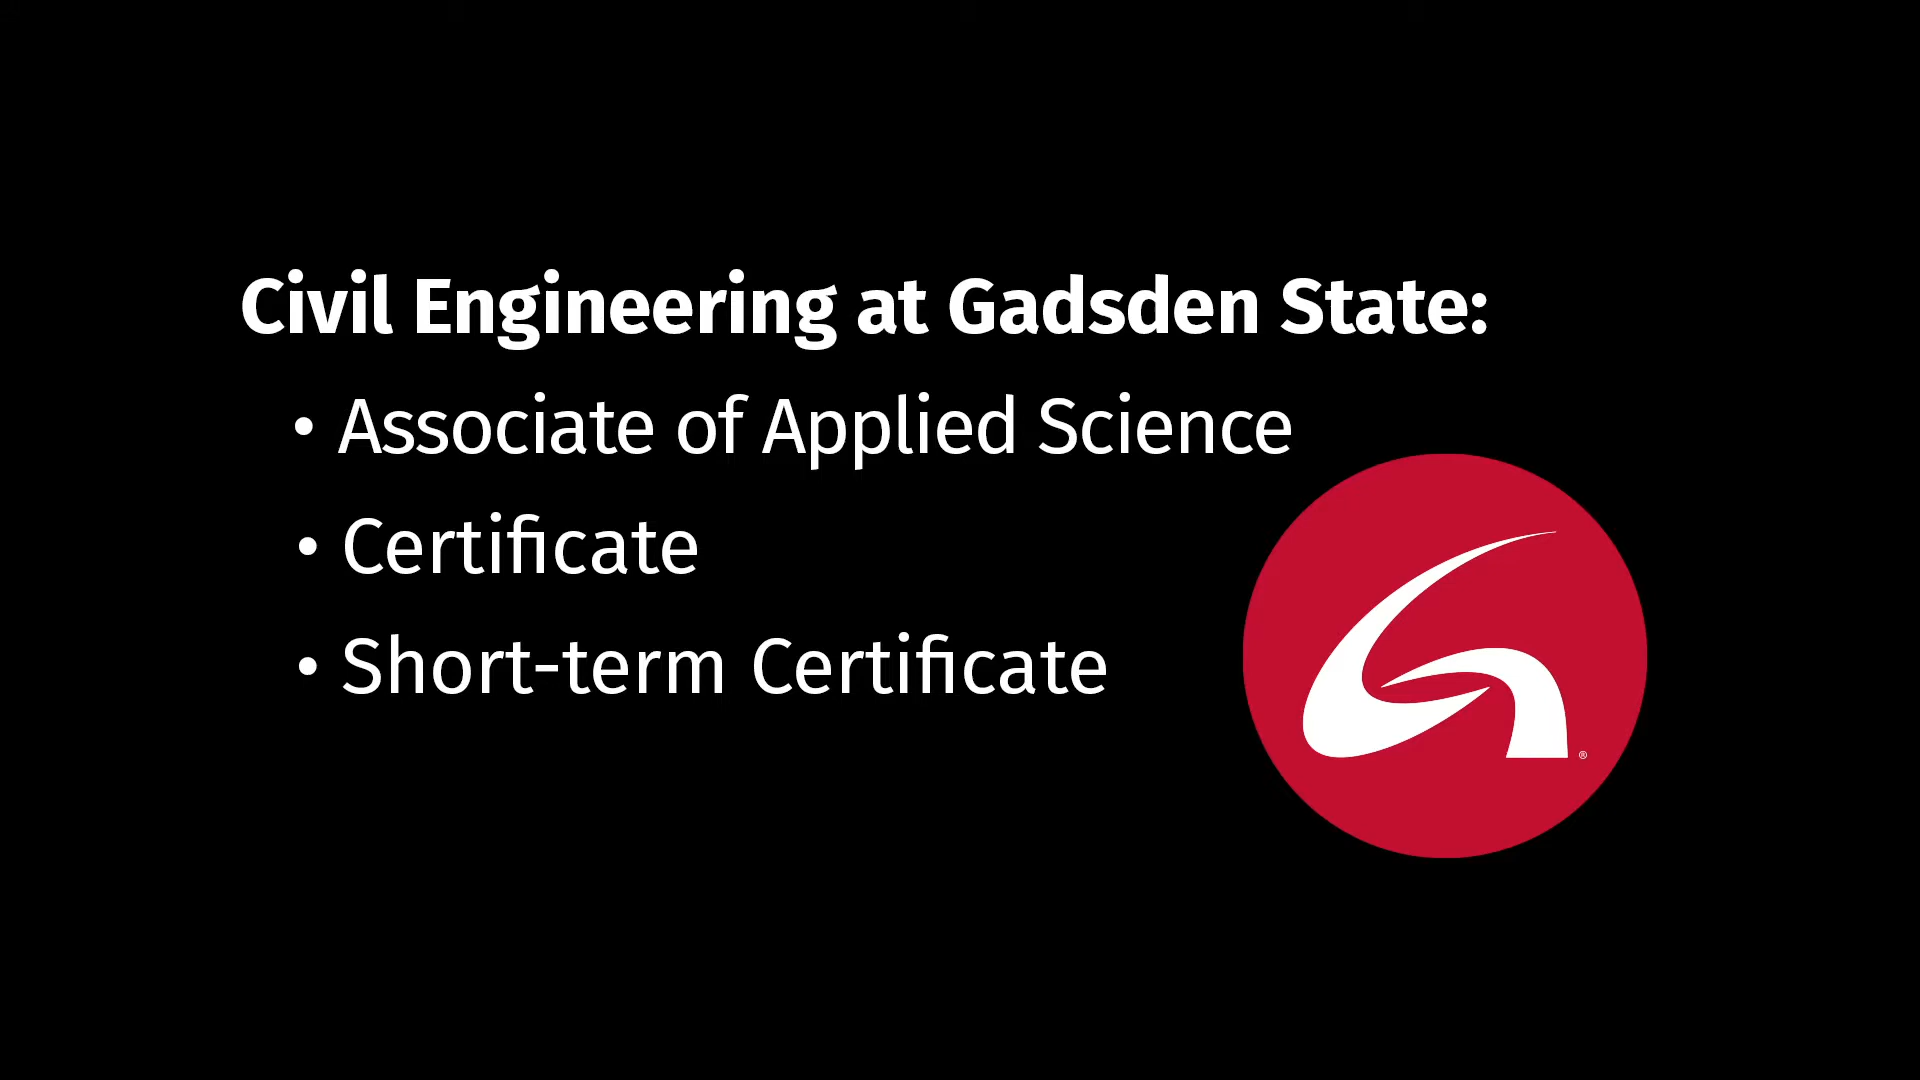 Civil Engineering at Gadsden State:
• Associate of Applied Science
• Certificate
• Short-term Certificate
®